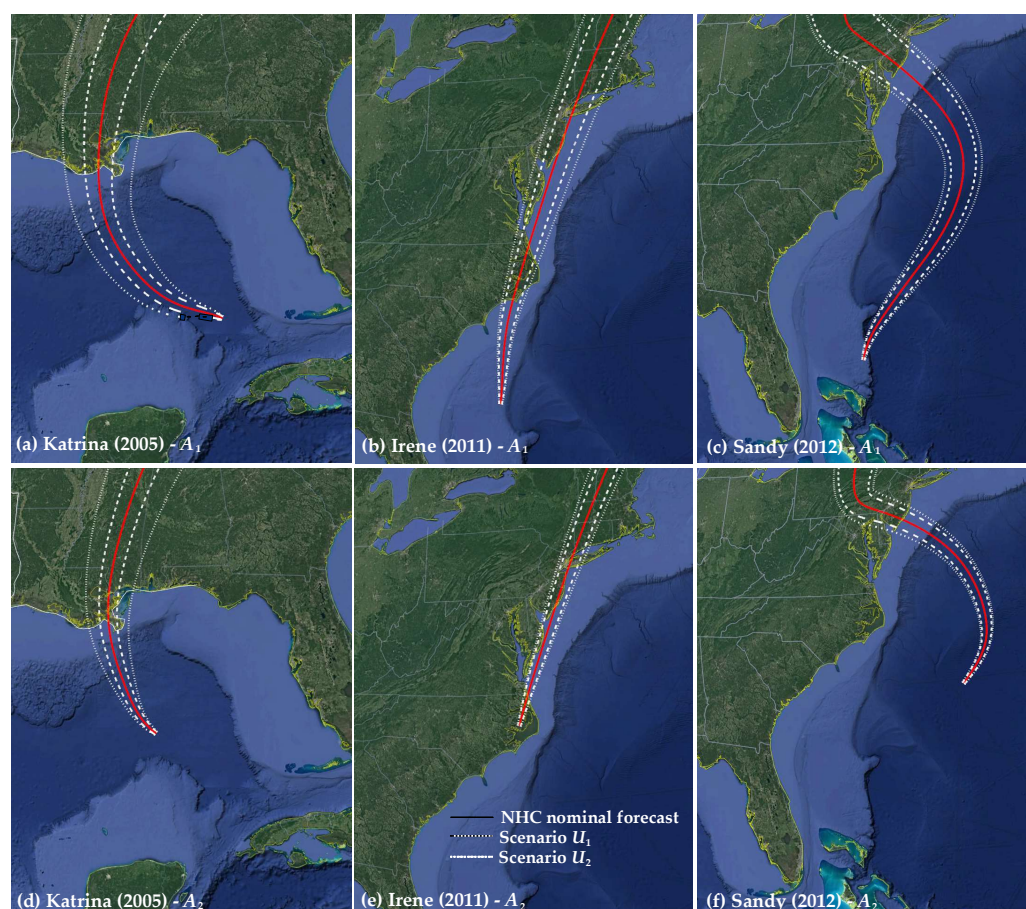 (a) Katrina (2005) - A₁
(b) Irene (2011) - A₁
(c) Sandy (2012) - A₁
NHC nominal forecast
Scenario U₁
Scenario U₂
(d) Katrina (2005) - A₂
(e) Irene (2011) - A₂
(f) Sandy (2012) - A₂